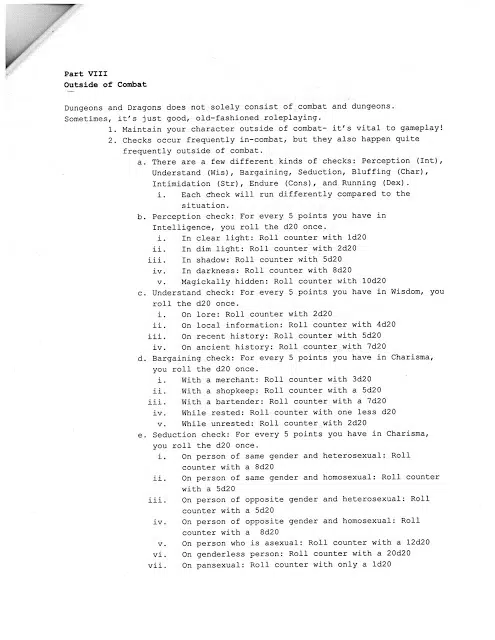 Part VIII
Outside of Combat
Dungeons and Dragons does not solely consist of combat and dungeons.
Sometimes, it's just good, old-fashioned roleplaying.
1. Maintain your character outside of combat- it's vital to gameplay!
2. Checks occur frequently in-combat, but they also happen quite
frequently outside of combat.
a. There are a few different kinds of checks: Perception (Int),
Understand (Wis), Bargaining, Seduction, Bluffing (Char),
Intimidation (Str), Endure (Cons), and Running (Dex).
i. Each check will run differently compared to the
situation.
b. Perception check: For every 5 points you have in
Intelligence, you roll the d20 once.
i. In clear light: Roll counter with 1d20
ii. In dim light: Roll counter with 2d20
iii. In shadow: Roll counter with 5d20
iv. In darkness: Roll counter with 8d20
v. Magickally hidden: Roll counter with 10d20
c. Understand check: For every 5 points you have in Wisdom, you
roll the d20 once.
i. On lore: Roll counter with 2d20
ii. On local information: Roll counter with 4d20
iii. On recent history: Roll counter with 5d20
iv. On ancient history: Roll counter with 7d20
d. Bargaining check: For every 5 points you have in Charisma,
you roll the d20 once.
i. With a merchant: Roll counter with 3d20
ii. With a shopkeep: Roll counter with a 5d20
iii. With a bartender: Roll counter with a 7d20
iv. While rested: Roll counter with one less d20
v. While unrested: Roll counter with 2d20
e. Seduction check: For every 5 points you have in Charisma,
you roll the d20 once.
i. On person of same gender and heterosexual: Roll
counter with a 8d20
ii. On person of same gender and homosexual: Roll counter
with a 5d20
iii. On person of opposite gender and heterosexual: Roll
counter with a 5d20
iv. On person of opposite gender and homosexual: Roll
counter with a 8d20
v. On person who is asexual: Roll counter with a 12d20
vi. On genderless person: Roll counter with a 20d20
vii. On pansexual: Roll counter with only a 1d20